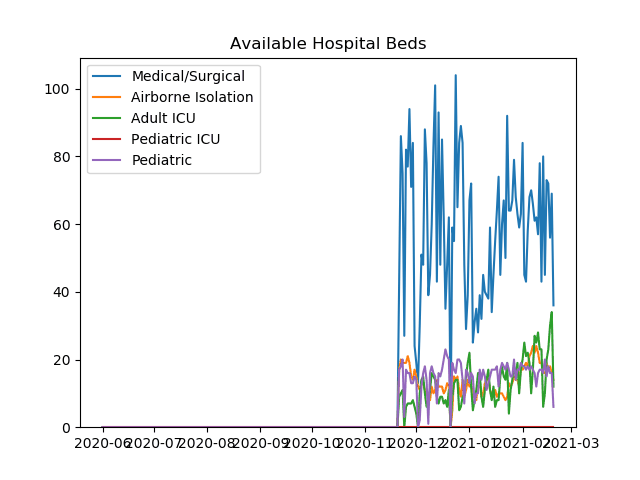 Available Hospital Beds
Medical/Surgical
Airborne Isolation
Adult ICU
Pediatric ICU
Pediatric
100
80
60
40
20
0
2020-06 2020-07 2020-08 2020-09 2020-10 2020-11 2020-12 2021-01 2021-02 2021-03